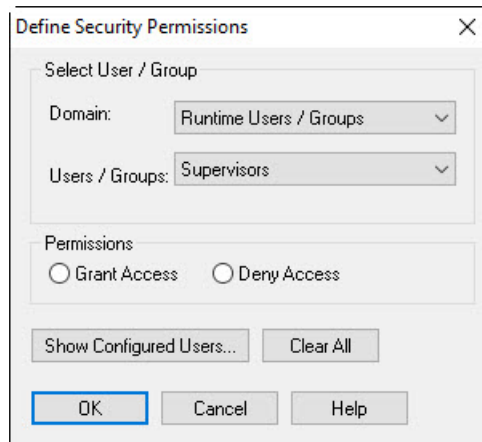 Define Security Permissions
Select User / Group
Domain: Runtime Users / Groups
Users / Groups: Supervisors
Permissions
Grant Access Deny Access
Show Configured Users... Clear All
OK Cancel Help